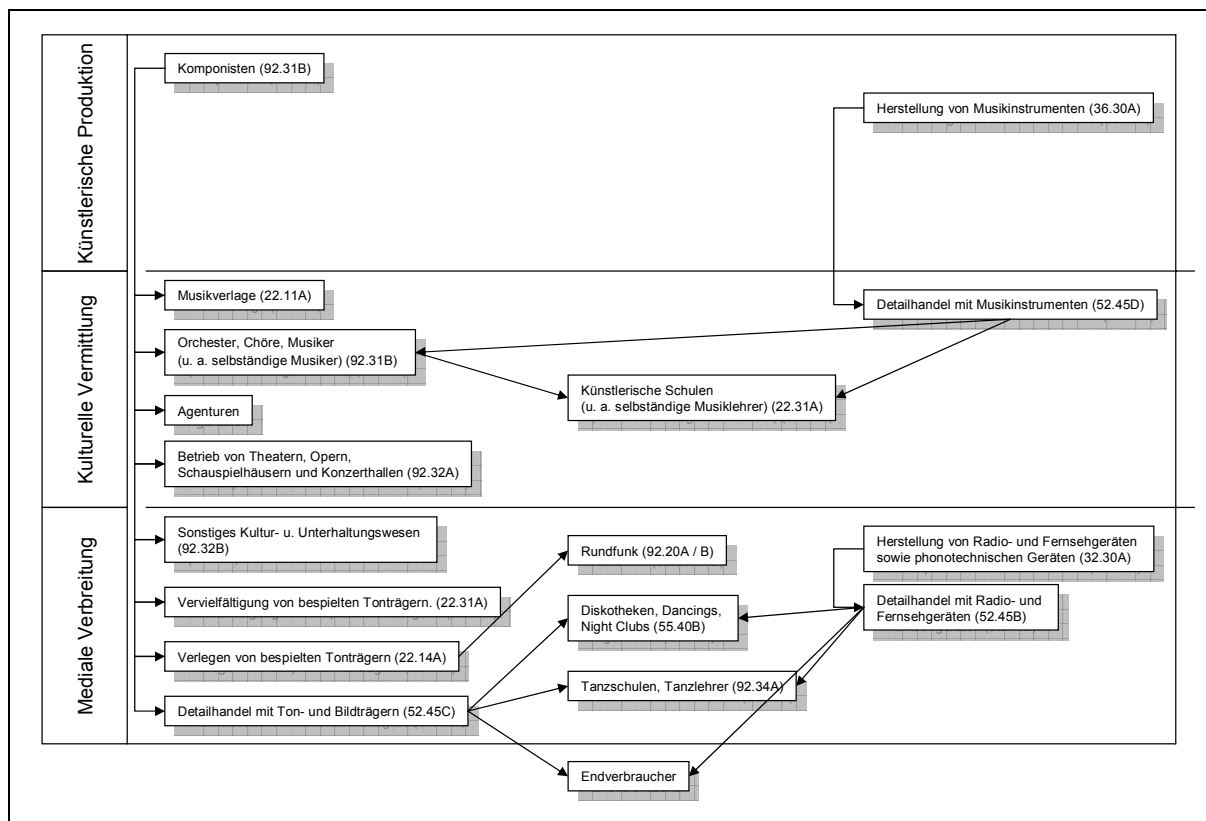 Künstlerische Produktion
Komponisten (92.31B)
Herstellung von Musikinstrumenten (36.30A)
Kulturelle Vermittlung
Musikverlage (22.11A)
Detailhandel mit Musikinstrumenten (52.45D)
Orchester, Chöre, Musiker
(u. a. selbständige Musiker) (92.31B)
Künstlerische Schulen
(u. a. selbständige Musiklehrer) (22.31A)
Agenturen
Betrieb von Theatern, Opern,
Schauspielhäusern und Konzerthallen (92.32A)
Mediale Verbreitung
Sonstiges Kultur- u. Unterhaltungswesen
(92.32B)
Rundfunk (92.20A / B)
Herstellung von Radio- und Fernsehgeräten
sowie phonotechnischen Geräten (32.30A)
Vervielfältigung von bespielten Tonträgern. (22.31A)
Diskotheken, Dancings,
Night Clubs (55.40B)
Detailhandel mit Radio- und
Fernsehgeräten (52.45B)
Verlegen von bespielten Tonträgern (22.14A)
Tanzschulen, Tanzlehrer (92.34A)
Detailhandel mit Ton- und Bildträgern (52.45C)
Endverbraucher